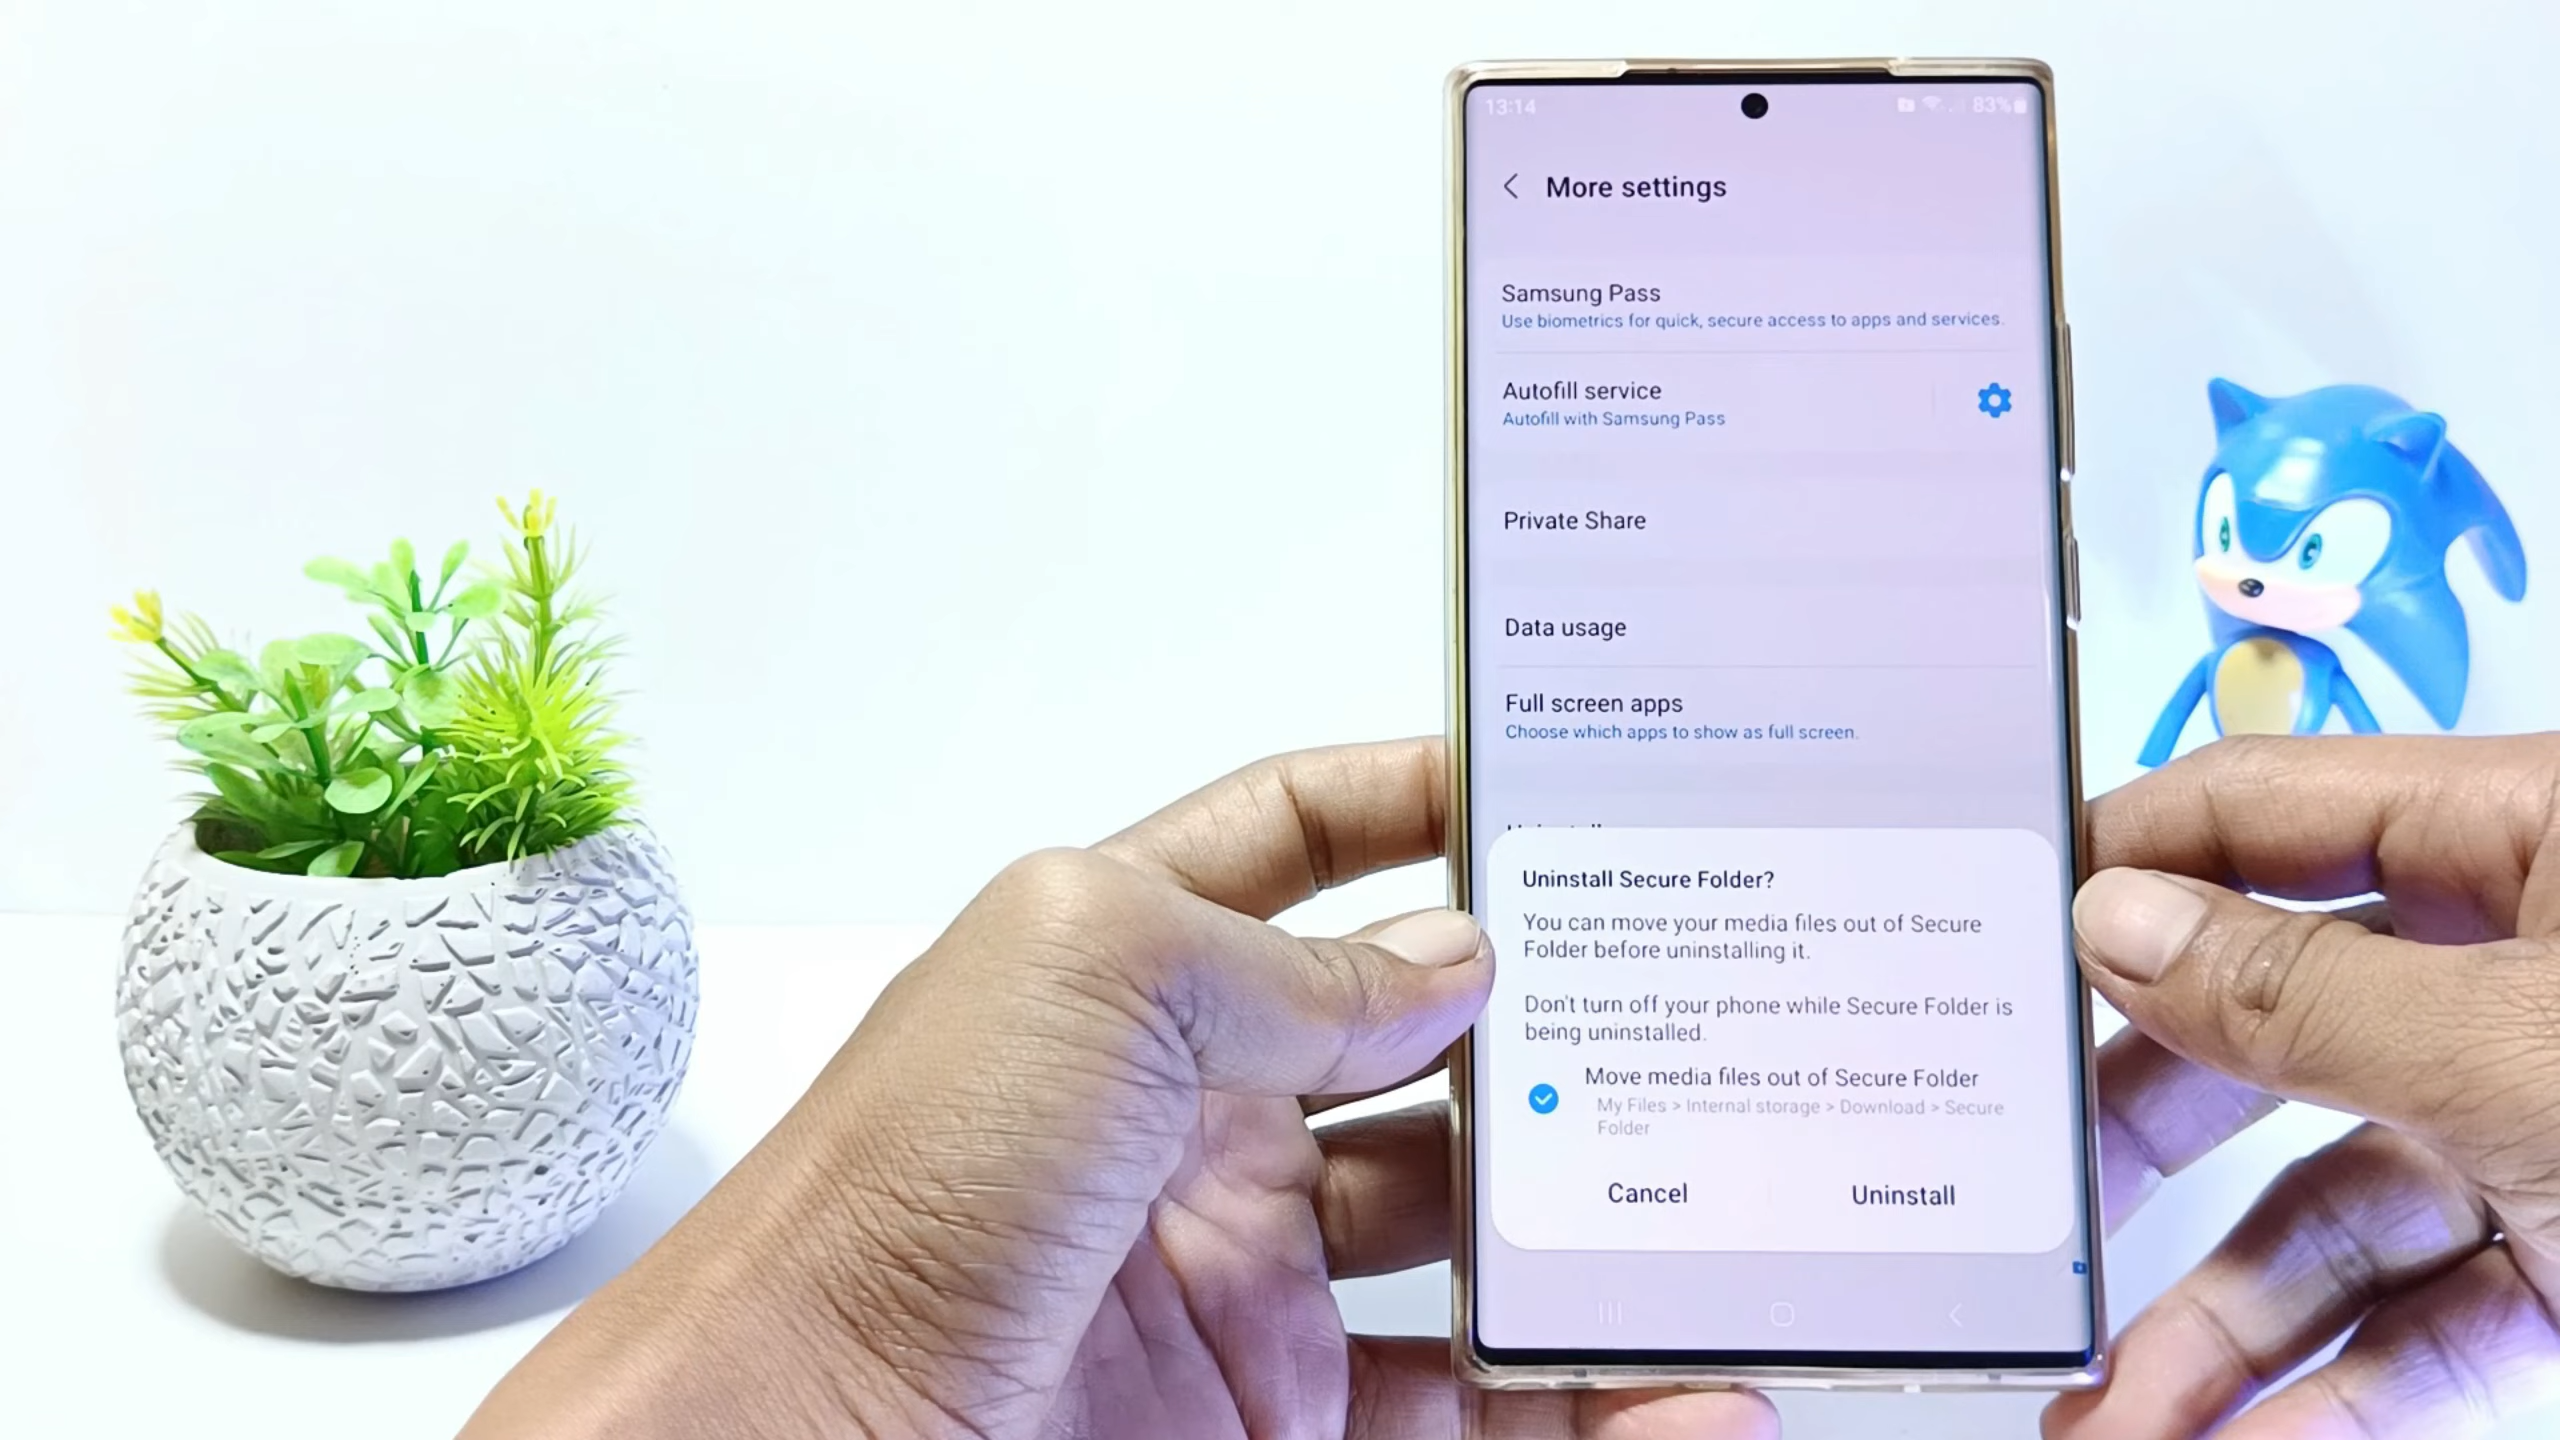 13:14
83%
More settings
Samsung Pass
Use biometrics for quick, secure access to apps and services.
Autofill service
Autofill with Samsung Pass
Private Share
Data usage
Full screen apps
Choose which apps to show as full screen.
Uninstall Secure Folder?
You can move your media files out of Secure
Folder before uninstalling it.
Don't turn off your phone while Secure Folder is
being uninstalled.
Move media files out of Secure Folder
My Files > Internal storage > Download > Secure
Folder
Cancel
Uninstall